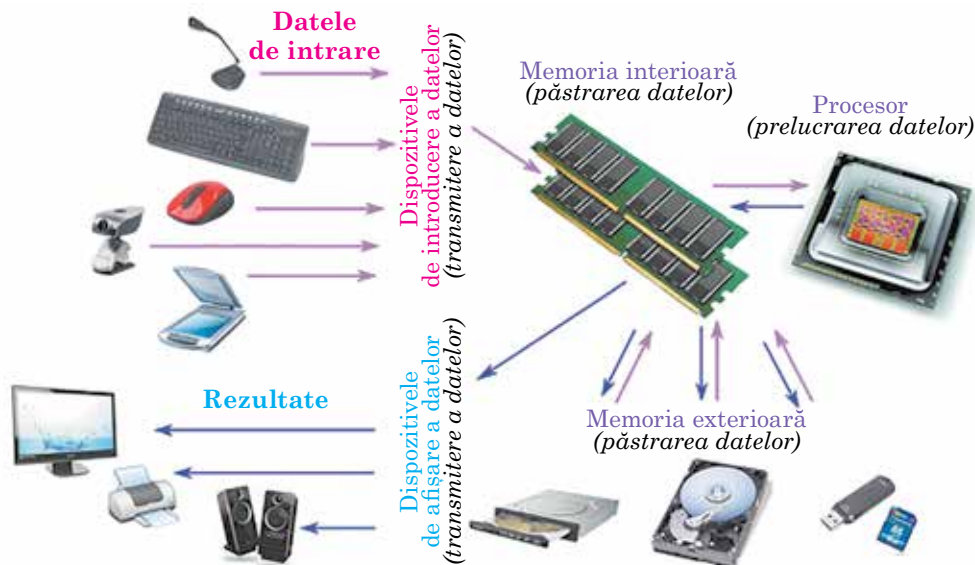 Datele
de intrare
Dispozitivele
de introducere a datelor
(transmitere a datelor)
Memoria interioară
(păstrarea datelor)
Procesor
(prelucrarea datelor)
Rezultate
Dispozitivele
de afișare a datelor
(transmitere a datelor)
Memoria exterioară
(păstrarea datelor)